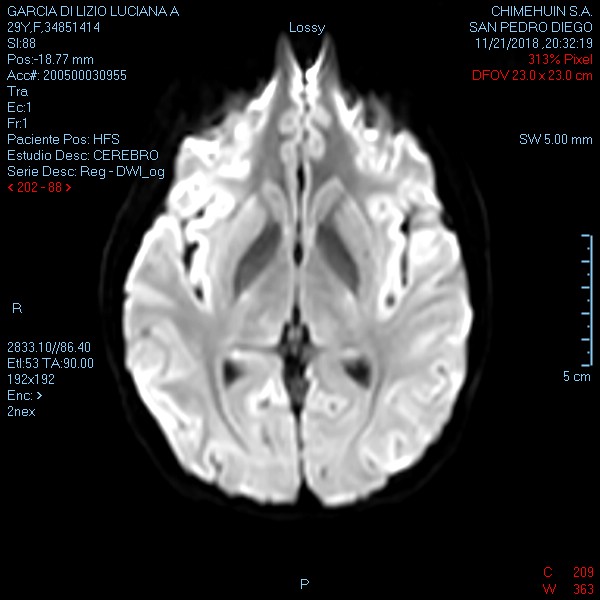 GARCIA DI LIZIO LUCIANA A
29Y,F,34851414
Sl:88
Pos:-18.77 mm
Acc#: 200500030955
Tra
Ec:1
Fr:1
Paciente Pos: HFS
Estudio Desc: CEREBRO
Serie Desc: Reg - DWI_og
< 202 - 88 >
Lossy
CHIMEHUIN S.A.
SAN PEDRO DIEGO
11/21/2018 ,20:32:19
313% Pixel
DFOV 23.0 x 23.0 cm
SW 5.00 mm
R
5 cm
2833.10//86.40
Etl:53 TA:90.00
192x192
Enc: >
2nex
P
C 209
W 363